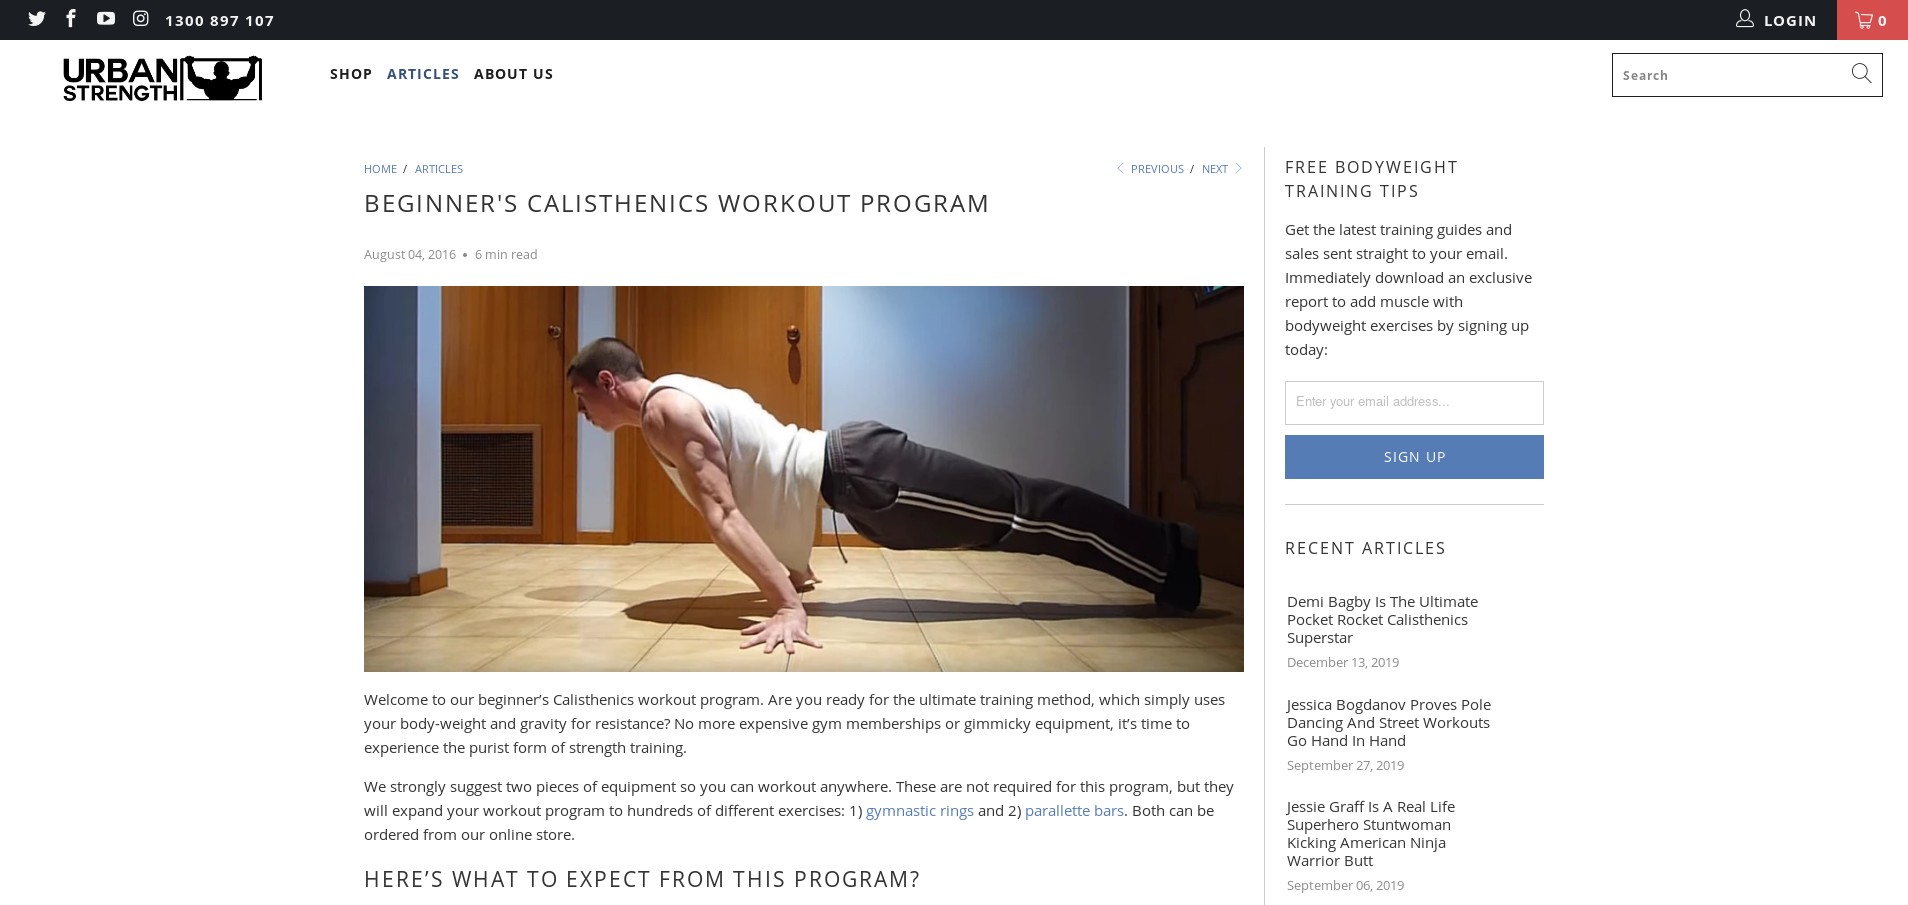 1300 897 107
LOGIN
0
URBAN
STRENGTH
SHOP
ARTICLES
ABOUT US
Search
HOME / ARTICLES
PREVIOUS / NEXT
BEGINNER'S CALISTHENICS WORKOUT PROGRAM
August 04, 2016 • 6 min read
Welcome to our beginner’s Calisthenics workout program. Are you ready for the ultimate training method, which simply uses
your body-weight and gravity for resistance? No more expensive gym memberships or gimmicky equipment, it’s time to
experience the purist form of strength training.
We strongly suggest two pieces of equipment so you can workout anywhere. These are not required for this program, but they
will expand your workout program to hundreds of different exercises: 1) gymnastic rings and 2) parallette bars. Both can be
ordered from our online store.
HERE’S WHAT TO EXPECT FROM THIS PROGRAM?
FREE BODYWEIGHT
TRAINING TIPS
Get the latest training guides and
sales sent straight to your email.
Immediately download an exclusive
report to add muscle with
bodyweight exercises by signing up
today:
Enter your email address...
SIGN UP
RECENT ARTICLES
Demi Bagby Is The Ultimate
Pocket Rocket Calisthenics
Superstar
December 13, 2019
Jessica Bogdanov Proves Pole
Dancing And Street Workouts
Go Hand In Hand
September 27, 2019
Jessie Graff Is A Real Life
Superhero Stuntwoman
Kicking American Ninja
Warrior Butt
September 06, 2019